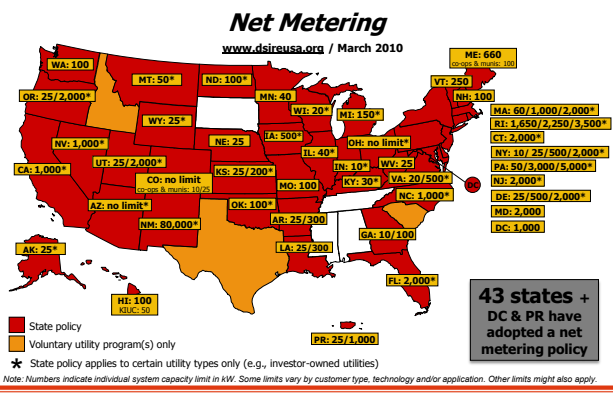 Net Metering
www.dsireusa.org / March 2010
ME: 660
co-ops & munis: 100
WA: 100
MT: 50*
ND: 100*
VT: 250
NH: 100
OR: 25/2,000*
MN: 40
WI: 20*
MI: 150*
MA: 60/1,000/2,000*
RI: 1,650/2,250/3,500*
WY: 25*
CT: 2,000*
NV: 1,000*
NE: 25
IA: 500*
OH: no limit*
NY: 10/25/500/2,000*
CA: 1,000*
UT: 25/2,000*
IL: 40*
IN: 10*
WV: 25
PA: 50/3,000/5,000*
CO: no limit
co-ops & munis: 10/25
KS: 25/200*
KY: 30*
VA: 20/500*
NJ: 2,000*
MO: 100
DC
NC: 1,000*
DE: 25/500/2,000*
AZ: no limit*
OK: 100*
MD: 2,000
NM: 80,000*
AR: 25/300
GA: 10/100
DC: 1,000
AK: 25*
LA: 25/300
FL: 2,000*
HI: 100
KIUC: 50
43 states +
DC & PR have
adopted a net
metering policy
State policy
Voluntary utility program(s) only
PR: 25/1,000
* State policy applies to certain utility types only (e.g., investor-owned utilities)
Note: Numbers indicate individual system capacity limit in kW. Some limits vary by customer type, technology and/or application. Other limits might also apply.